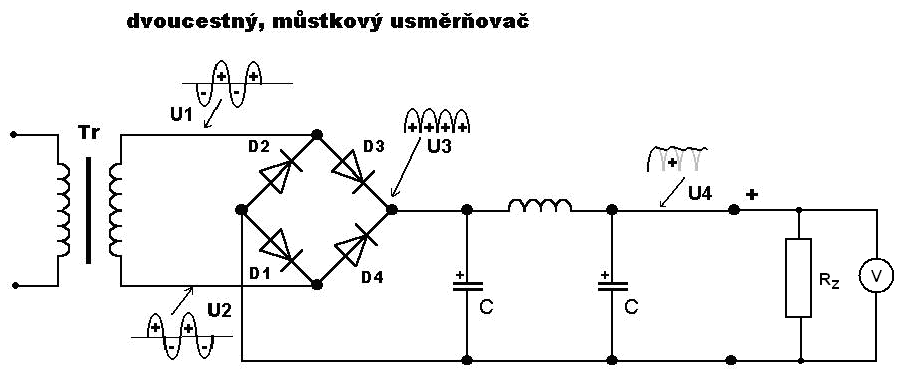 dvoucestný, můstkový usměrňovač
+ +
- -
U1
Tr
D2
D3
+ + + +
U3
+
U4
+
D1
D4
+
C
+
C
Rz
V
U2
+ +
- -